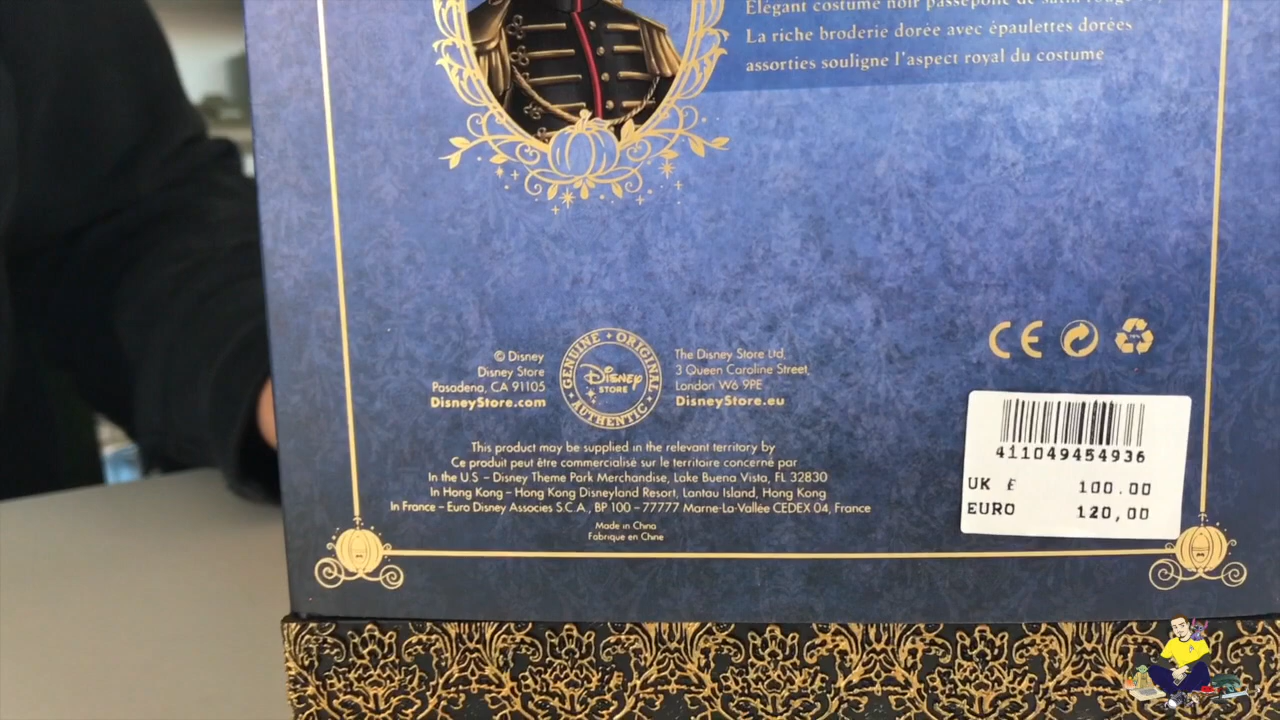 Élégant costume noir passepoilé de satin rouge
La riche broderie dorée avec épaulettes dorées
assorties souligne l'aspect royal du costume
© Disney
Disney Store
Pasadena, CA 91105
DisneyStore.com
GENUINE • ORIGINAL
Disney
STORE
AUTHENTIC
The Disney Store Ltd,
3 Queen Caroline Street,
London W6 9PE
DisneyStore.eu
CE
This product may be supplied in the relevant territory by
Ce produit peut être commercialisé sur le territoire concerné par
In the U S – Disney Theme Park Merchandise, Lake Buena Vista, FL 32830
In Hong Kong – Hong Kong Disneyland Resort, Lantau Island, Hong Kong
In France – Euro Disney Associes S.C.A., BP 100 – 77777 Marne-La-Vallée CEDEX 04, France
Made in China
Fabriqué en Chine
411049454936
UK £ 100.00
EURO 120,00